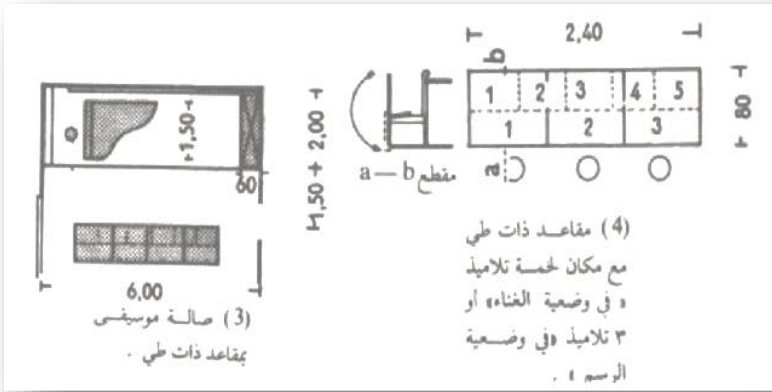 2,40
b
1 2 3 4 5
1 2 3
80
a
مقطع a—b
1,50
60
1,50 + 2,00
6,00
(3) صالة موسيقى
بمقاعد ذات طي .
(4) مقاعد ذات طي
مع مكان لخمسة تلاميذ
« في وضعية الغناء» أو
٣ تلاميذ «في وضعية
الرسم » .